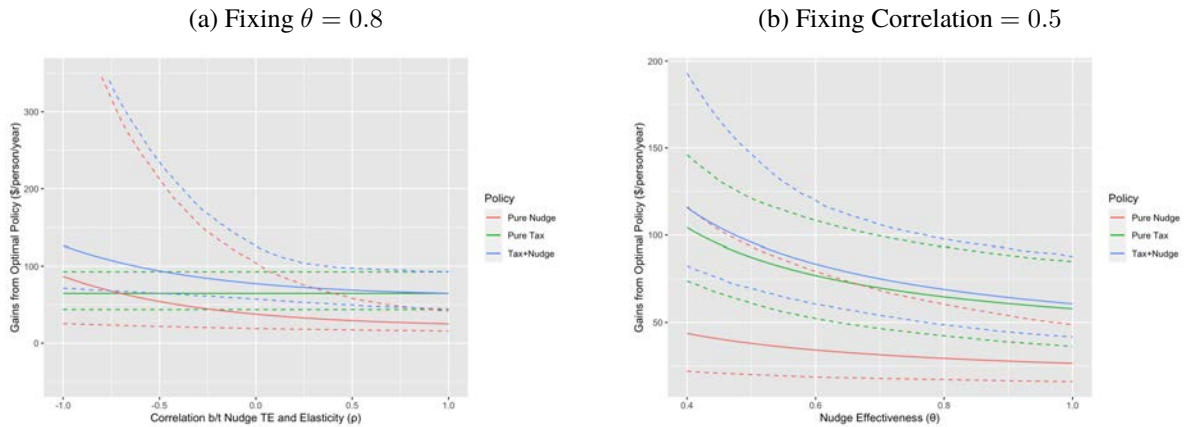 (a) Fixing θ = 0.8
(b) Fixing Correlation = 0.5
Gains from Optimal Policy ($/person/year)
300
200
100
0
-1.0
-0.5
0.0
0.5
1.0
Correlation b/t Nudge TE and Elasticity (ρ)
Policy
Pure Nudge
Pure Tax
Tax+Nudge
Gains from Optimal Policy ($/person/year)
200
150
100
50
0.4
0.6
0.8
1.0
Nudge Effectiveness (θ)
Policy
Pure Nudge
Pure Tax
Tax+Nudge